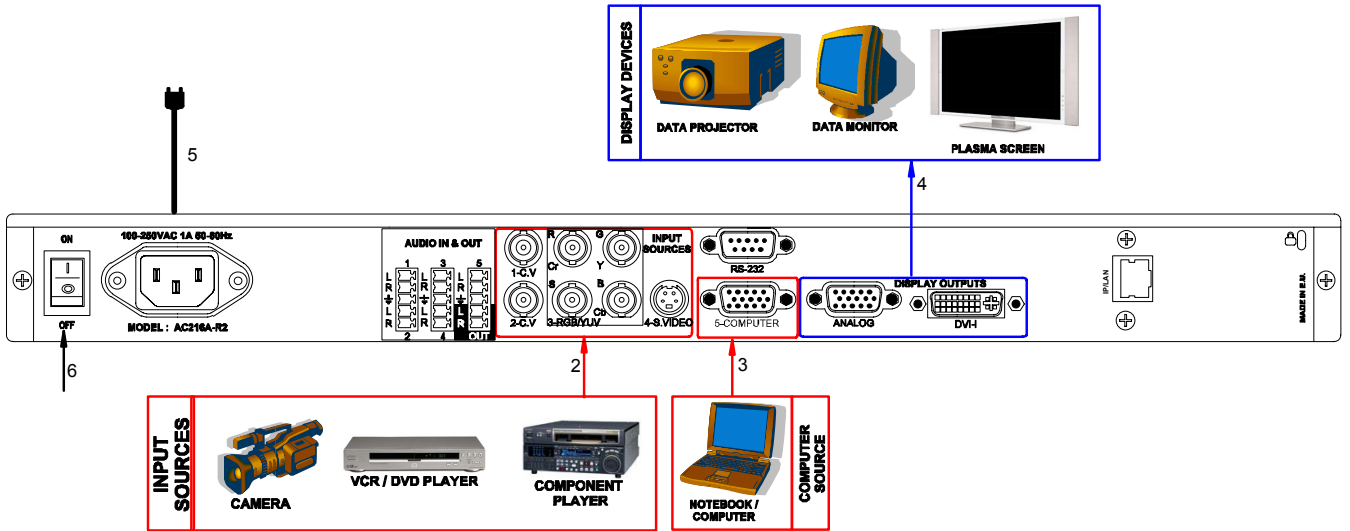 DISPLAY DEVICES
DATA PROJECTOR
DATA MONITOR
PLASMA SCREEN
5
4
ON
OFF
100-250VAC 1A 50-60Hz
MODEL : AC216A-R2
AUDIO IN & OUT
1 3 5
L L L
R R R
L L L
R R R
2 4 OUT
INPUT
SOURCES
1-C.V
2-C.V
R G
Cr Y
S B
Cb
3-RGB/YUV
4-S.VIDEO
RS-232
5-COMPUTER
DISPLAY OUTPUTS
ANALOG
DVI-I
IP/LAN
MADE IN E.U.
6
2
3
INPUT
SOURCES
CAMERA
VCR / DVD PLAYER
COMPONENT
PLAYER
NOTEBOOK /
COMPUTER
COMPUTER
SOURCE